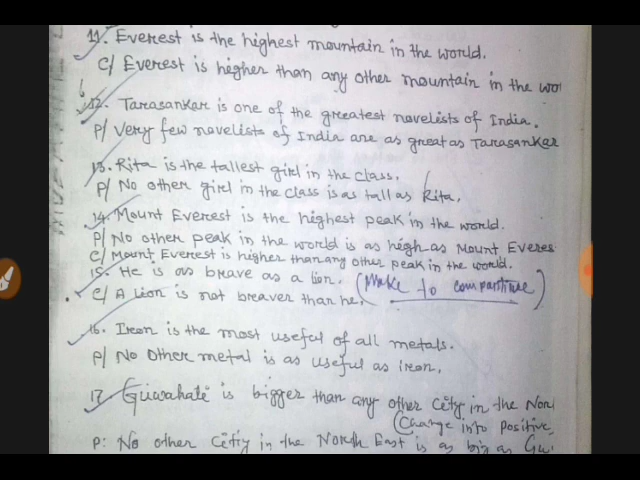 11. Everest is the highest mountain in the world.
C/ Everest is higher than any other mountain in the wo
12. Tarasankar is one of the greatest novelists of India.
P/ Very few novelists of India are as great as Tarasankar
13. Rita is the tallest girl in the class.
P/ No other girl in the class is as tall as Rita.
14. Mount Everest is the highest peak in the world.
P/ No other peak in the world is as high as Mount Everes
C/ Mount Everest is higher than any other peak in the world.
15. He is as brave as a lion. (Make to comparitive)
C/ A Lion is not breaver than he.
16. Iron is the most useful of all metals.
P/ No Other metal is as useful as iron.
17. Guwahati is bigger than any other City in the Nor
(Change into positive,
P: No other City in the North East is as big as Gu